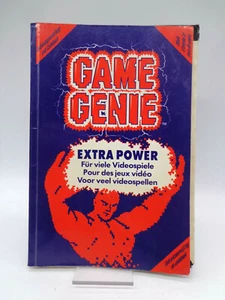 GAME
GENIE
EXTRA POWER
Für viele Videospiele
Pour des jeux vidéo
Voor veel videospellen